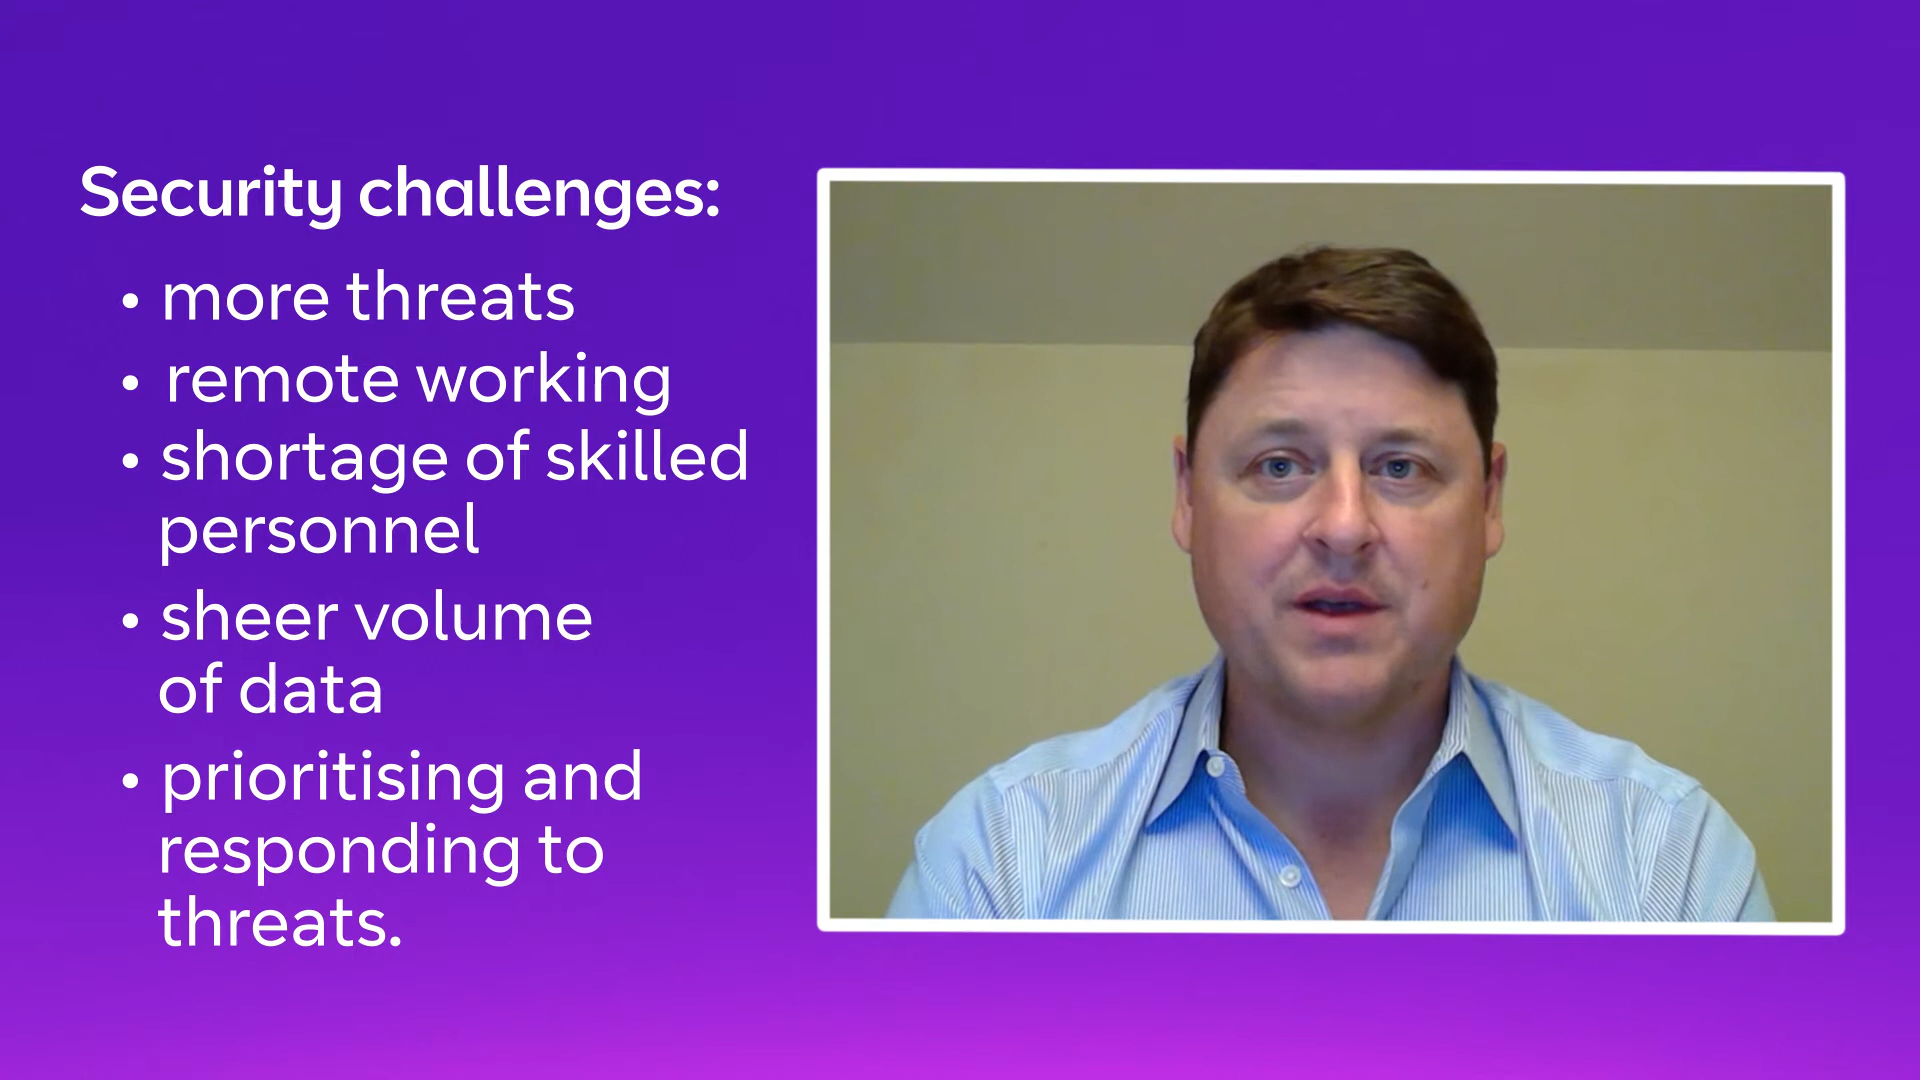 Security challenges:
• more threats
• remote working
• shortage of skilled
personnel
• sheer volume
of data
• prioritising and
responding to
threats.